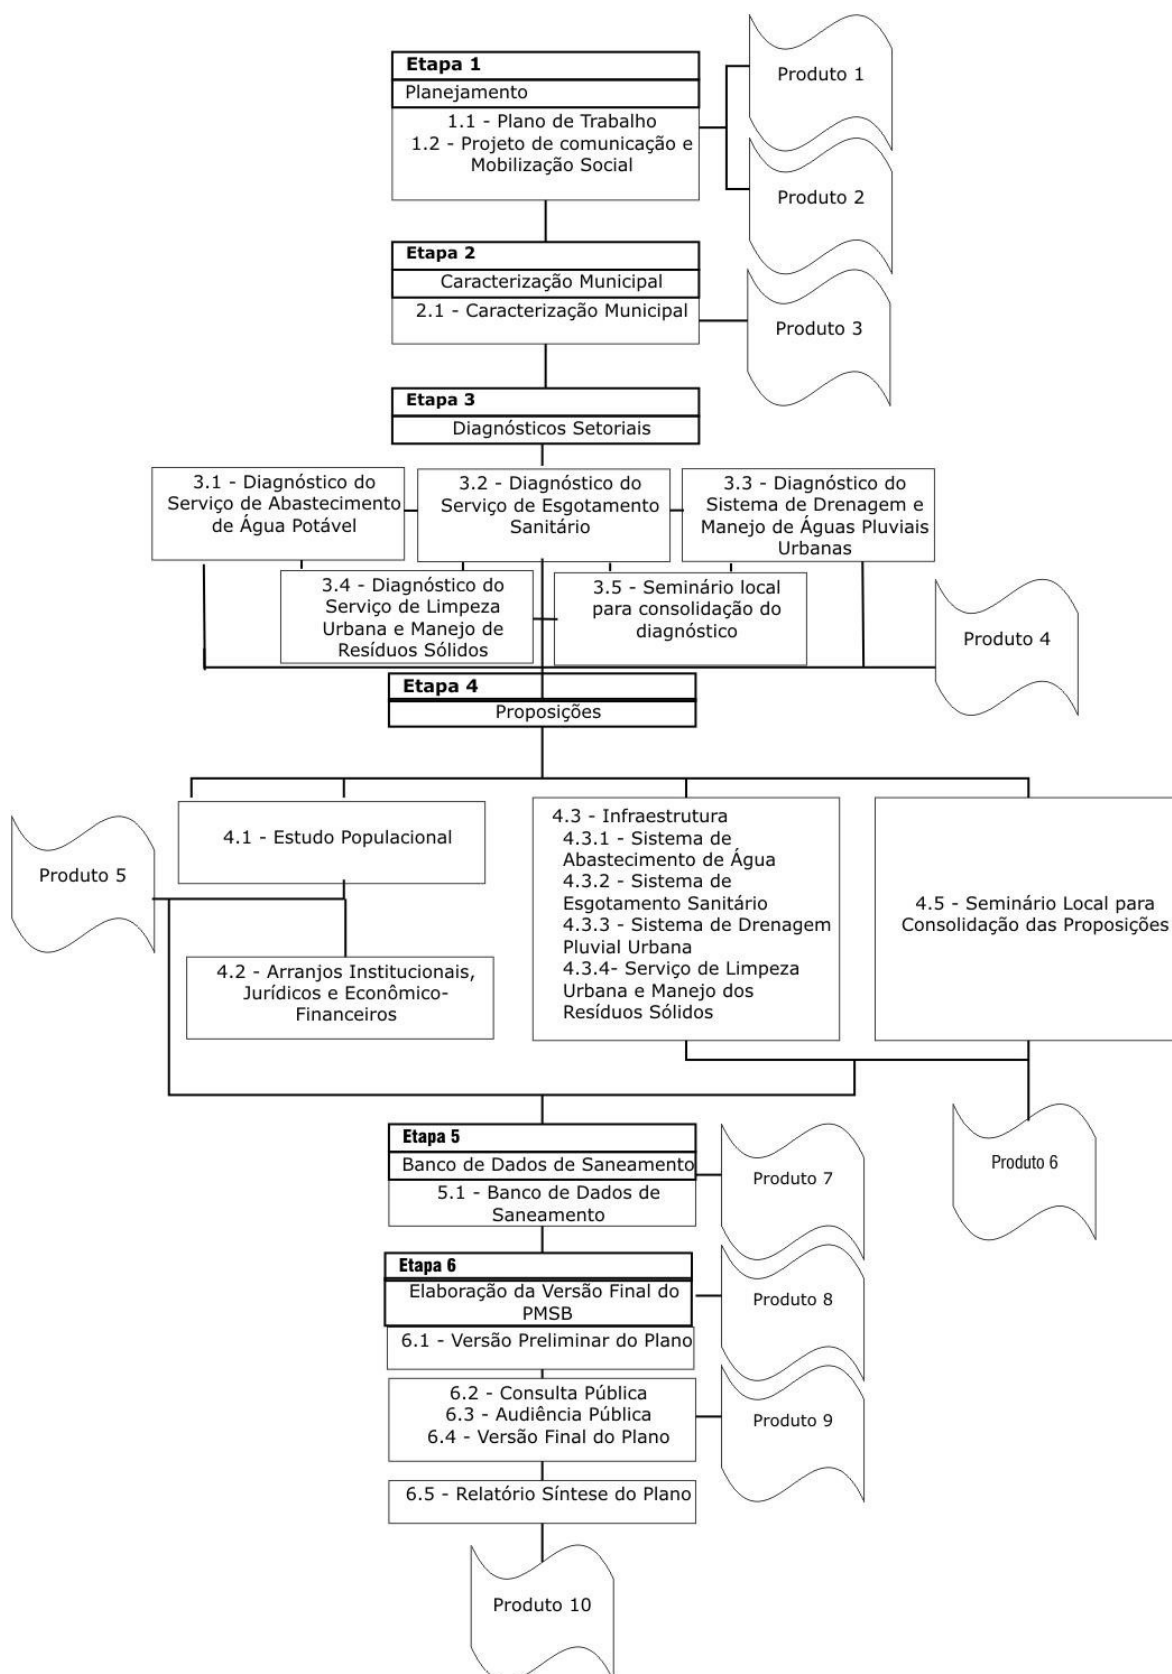 Etapa 1
Planejamento
1.1 - Plano de Trabalho
1.2 - Projeto de comunicação e
Mobilização Social
Produto 1
Produto 2
Etapa 2
Caracterização Municipal
2.1 - Caracterização Municipal
Produto 3
Etapa 3
Diagnósticos Setoriais
3.1 - Diagnóstico do
Serviço de Abastecimento
de Água Potável
3.2 - Diagnóstico do
Serviço de Esgotamento
Sanitário
3.3 - Diagnóstico do
Sistema de Drenagem e
Manejo de Águas Pluviais
Urbanas
3.4 - Diagnóstico do
Serviço de Limpeza
Urbana e Manejo de
Resíduos Sólidos
3.5 - Seminário local
para consolidação do
diagnóstico
Produto 4
Etapa 4
Proposições
4.1 - Estudo Populacional
Produto 5
4.2 - Arranjos Institucionais,
Jurídicos e Econômico-
Financeiros
4.3 - Infraestrutura
4.3.1 - Sistema de
Abastecimento de Água
4.3.2 - Sistema de
Esgotamento Sanitário
4.3.3 - Sistema de Drenagem
Pluvial Urbana
4.3.4- Serviço de Limpeza
Urbana e Manejo dos
Resíduos Sólidos
4.5 - Seminário Local para
Consolidação das Proposições
Produto 6
Etapa 5
Banco de Dados de Saneamento
5.1 - Banco de Dados de
Saneamento
Produto 7
Etapa 6
Elaboração da Versão Final do
PMSB
6.1 - Versão Preliminar do Plano
Produto 8
6.2 - Consulta Pública
6.3 - Audiência Pública
6.4 - Versão Final do Plano
Produto 9
6.5 - Relatório Síntese do Plano
Produto 10